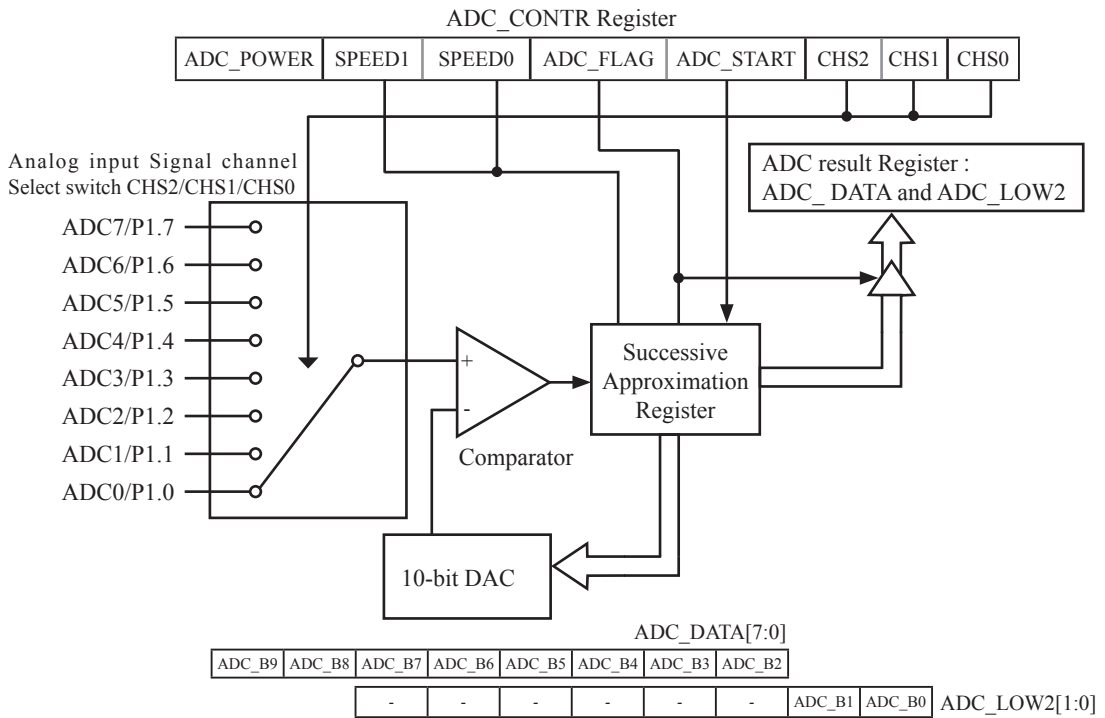 ADC_CONTR Register
ADC_POWER SPEED1 SPEED0 ADC_FLAG ADC_START CHS2 CHS1 CHS0
Analog input Signal channel
Select switch CHS2/CHS1/CHS0
ADC result Register :
ADC_ DATA and ADC_LOW2
ADC7/P1.7
ADC6/P1.6
ADC5/P1.5
ADC4/P1.4
ADC3/P1.3
ADC2/P1.2
ADC1/P1.1
ADC0/P1.0
+
-
Comparator
Successive
Approximation
Register
10-bit DAC
ADC_DATA[7:0]
ADC_B9 ADC_B8 ADC_B7 ADC_B6 ADC_B5 ADC_B4 ADC_B3 ADC_B2
- - - - - - ADC_B1 ADC_B0 ADC_LOW2[1:0]